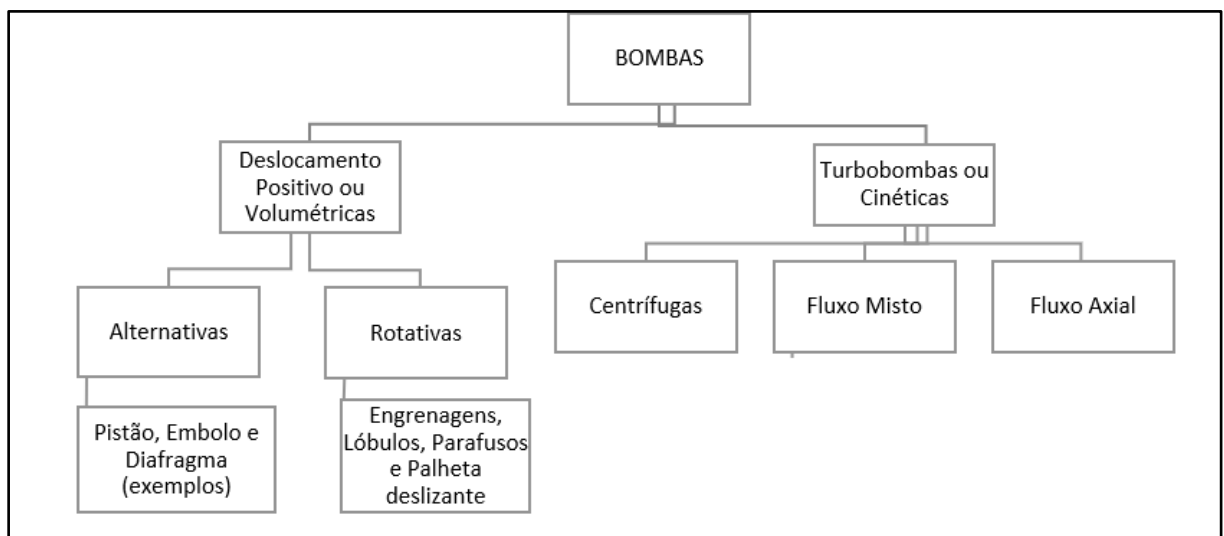 BOMBAS
Deslocamento
Positivo ou
Volumétricas
Turbobombas ou
Cinéticas
Alternativas
Rotativas
Centrífugas
Fluxo Misto
Fluxo Axial
Pistão, Embolo e
Diafragma
(exemplos)
Engrenagens,
Lóbulos, Parafusos
e Palheta
deslizante